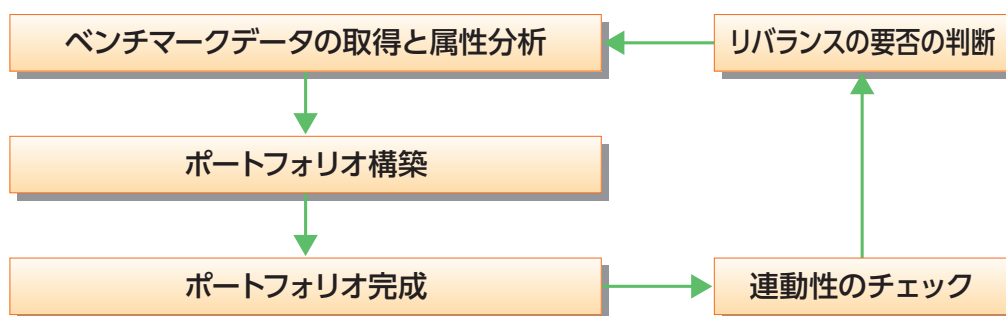 ベンチマークデータの取得と属性分析
リバランスの要否の判断
ポートフォリオ構築
ポートフォリオ完成
連動性のチェック